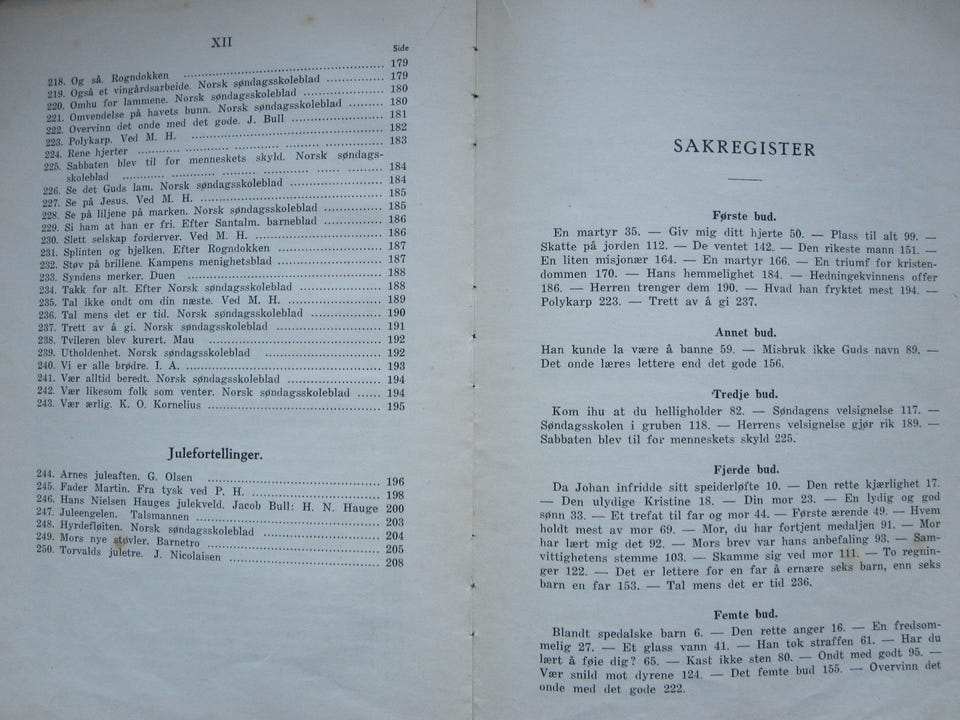 XII
Side
218. Og så. Rogndokken ........ 179
219. Også et vingårdsarbeide. Norsk søndagsskoleblad ........ 179
220. Omhu for lammene. Norsk søndagsskoleblad ........ 180
221. Omvendelse på havets bunn. Norsk søndagsskoleblad ........ 180
222. Overvinn det onde med det gode. J. Bull ........ 181
223. Polykarp. Ved M. H. ........ 182
224. Rene hjerter ........ 183
225. Sabbaten blev til for menneskets skyld. Norsk søndags-
skoleblad ........ 184
226. Se det Guds lam. Norsk søndagsskoleblad ........ 184
227. Se på Jesus. Ved M. H. ........ 185
228. Se på liljene på marken. Norsk søndagsskoleblad ........ 185
229. Si ham at han er fri. Efter Santalm. barneblad ........ 186
230. Slett selskap forderver. Ved M. H. ........ 186
231. Splinten og bjelken. Efter Rogndokken ........ 187
232. Støv på brillene. Kampens menighetsblad ........ 187
233. Syndens merker. Duen ........ 188
234. Takk for alt. Efter Norsk søndagsskoleblad ........ 188
235. Tal ikke ondt om din næste. Ved M. H. ........ 189
236. Tal mens det er tid. Norsk søndagsskoleblad ........ 190
237. Trett av å gi. Norsk søndagsskoleblad ........ 191
238. Tvileren blev kurert. Mau ........ 192
239. Utholdenhet. Norsk søndagsskoleblad ........ 192
240. Vi er alle brødre. I. A. ........ 193
241. Vær alltid beredt. Norsk søndagsskoleblad ........ 194
242. Vær likesom folk som venter. Norsk søndagsskoleblad ...... 194
243. Vær ærlig. K. O. Kornelius ........ 195
Julefortellinger.
244. Arnes juleaften. G. Olsen ........ 196
245. Fader Martin. Fra tysk ved P. H. ........ 198
246. Hans Nielsen Hauges julekveld. Jacob Bull: H. N. Hauge 200
247. Juleengelen. Talsmannen ........ 203
248. Hyrdefløiten. Norsk søndagsskoleblad ........ 204
249. Mors nye støvler. Barnetro ........ 205
250. Torvalds juletre. J. Nicolaisen ........ 208
SAKREGISTER
Første bud.
En martyr 35. — Giv mig ditt hjerte 50. — Plass til alt 99. —
Skatte på jorden 112. — De ventet 142. — Den rikeste mann 151. —
En liten misjonær 164. — En martyr 166. — En triumf for kristen-
dommen 170. — Hans hemmelighet 184. — Hedningekvinnens offer
186. — Herren trenger dem 190. — Hvad han fryktet mest 194. —
Polykarp 223. — Trett av å gi 237.
Annet bud.
Han kunde la være å banne 59. — Misbruk ikke Guds navn 89. —
Det onde læres lettere end det gode 156.
Tredje bud.
Kom ihu at du helligholder 82. — Søndagens velsignelse 117. —
Søndagsskolen i gruben 118. — Herrens velsignelse gjør rik 189. —
Sabbaten blev til for menneskets skyld 225.
Fjerde bud.
Da Johan infridde sitt speiderløfte 10. — Den rette kjærlighet 17.
— Den ulydige Kristine 18. — Din mor 23. — En lydig og god
sønn 33. — Et trefat til far og mor 44. — Første ærende 49. — Hvem
holdt mest av mor 69. — Mor, du har fortjent medaljen 91. — Mor
har lært mig det 92. — Mors brev var hans anbefaling 93. — Sam-
vittighetens stemme 103. — Skamme sig ved mor 111. — To regnin-
ger 122. — Det er lettere for en far å ernære seks barn, enn seks
barn en far 153. — Tal mens det er tid 236.
Femte bud.
Blandt spedalske barn 6. — Den rette anger 16. — En fredsom-
melig 27. — Et glass vann 41. — Han tok straffen 61. — Har du
lært å føie dig? 65. — Kast ikke sten 80. — Ondt med godt 95. —
Vær snild mot dyrene 124. — Det femte bud 155. — Overvinn det
onde med det gode 222.